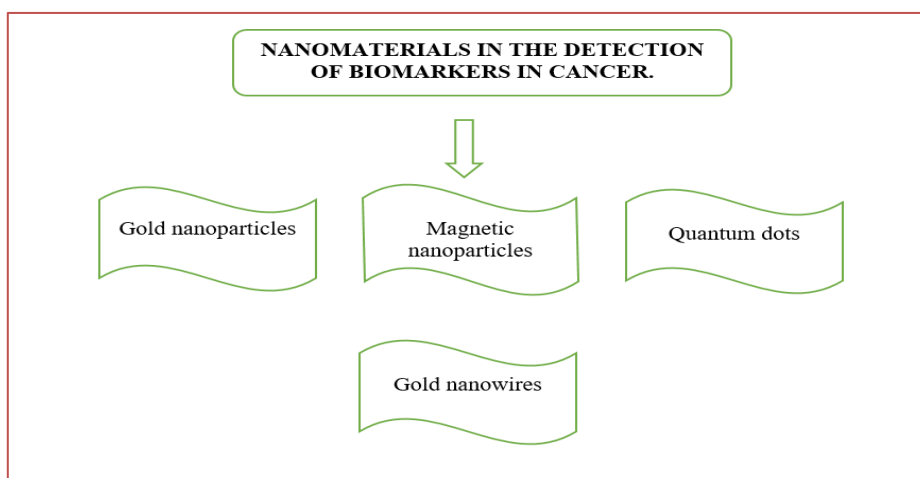 NANOMATERIALS IN THE DETECTION
OF BIOMARKERS IN CANCER.
Gold nanoparticles
Magnetic
nanoparticles
Quantum dots
Gold nanowires